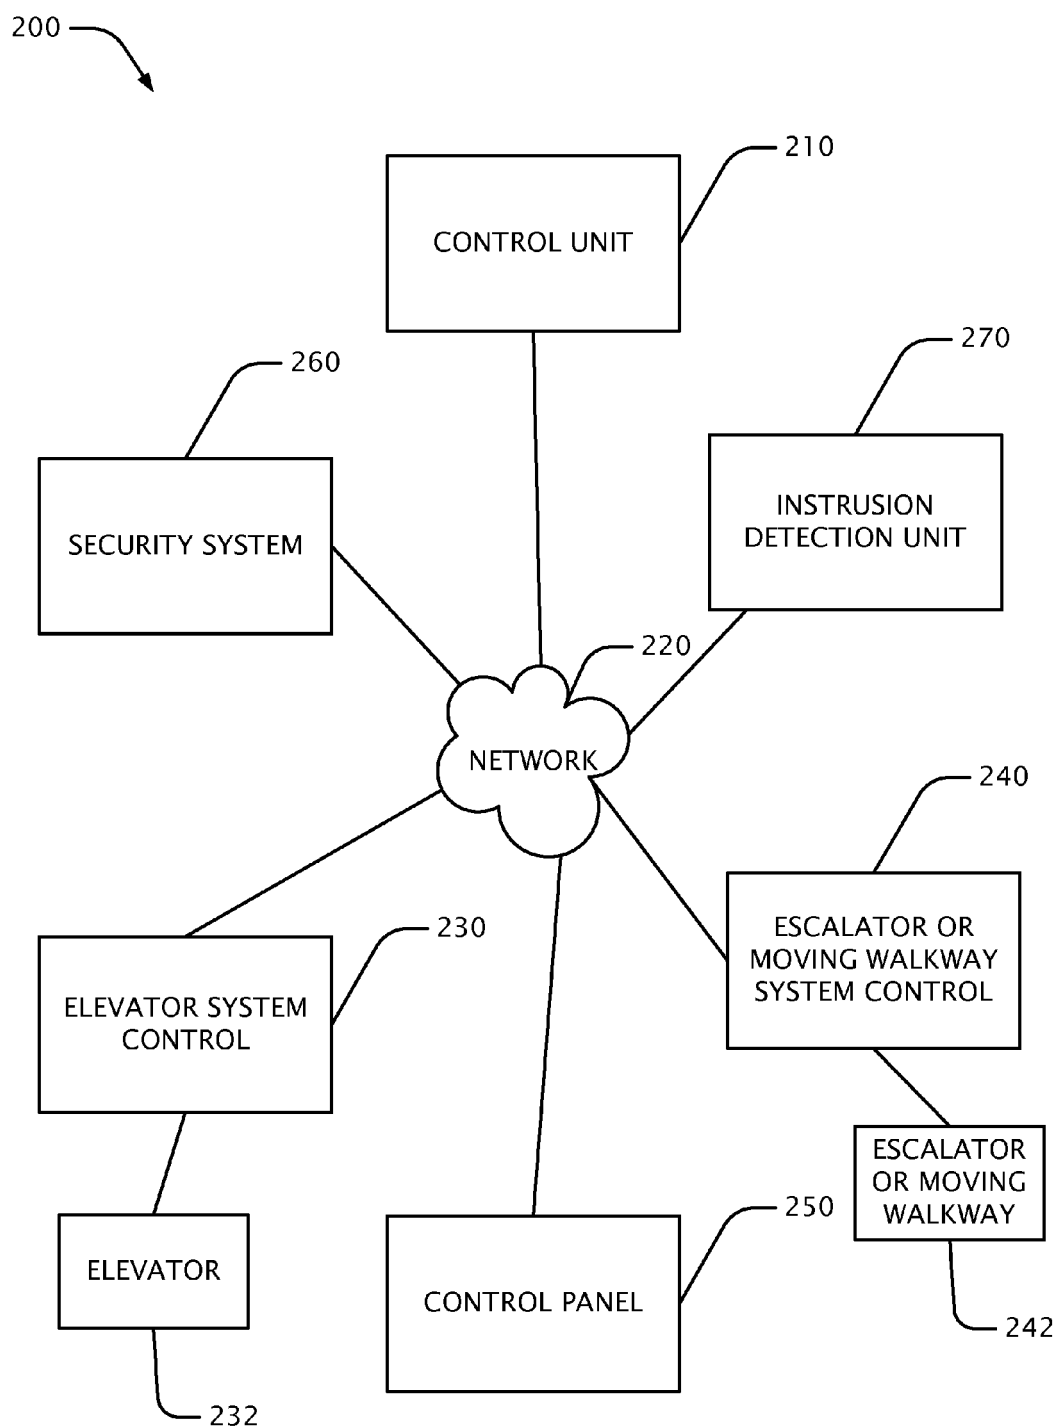 200
210
CONTROL UNIT
260
270
SECURITY SYSTEM
INSTRUSION
DETECTION UNIT
220
NETWORK
240
230
ESCALATOR OR
MOVING WALKWAY
SYSTEM CONTROL
ELEVATOR SYSTEM
CONTROL
ESCALATOR
OR MOVING
WALKWAY
250
ELEVATOR
CONTROL PANEL
242
232